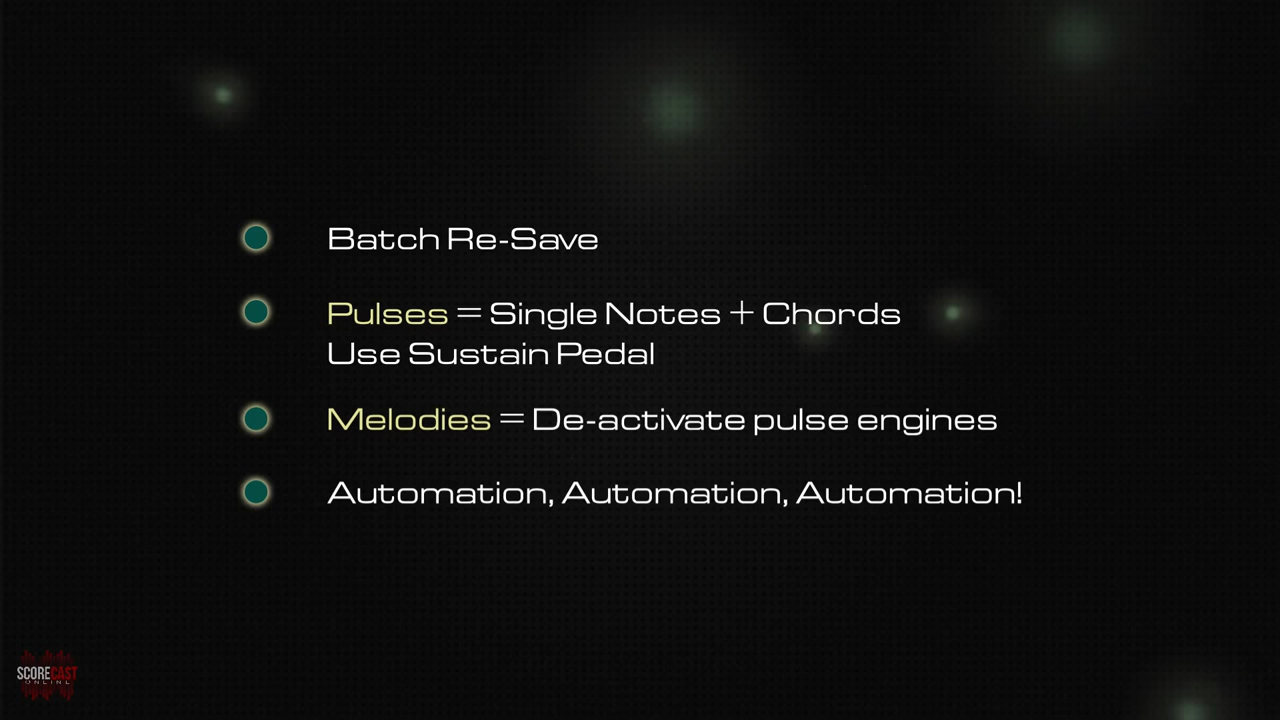 Batch Re-Save
Pulses = Single Notes + Chords
Use Sustain Pedal
Melodies = De-activate pulse engines
Automation, Automation, Automation!
SCORECAST
ONLINE